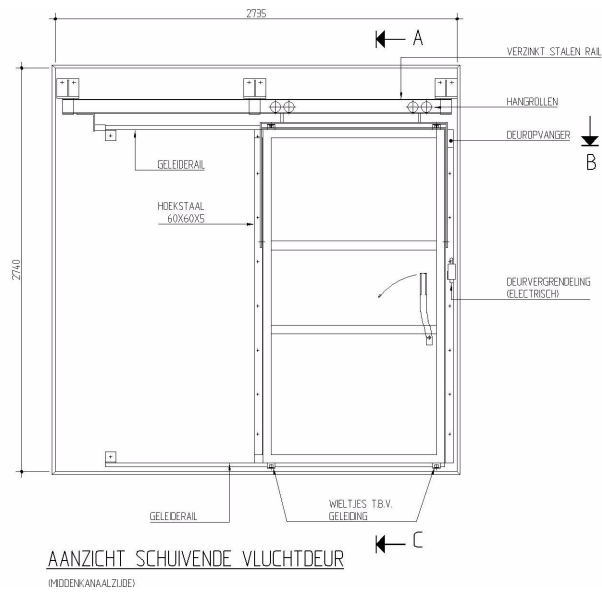 2735
A
VERZINKT STALEN RAIL
HANGROLLEN
DEUROPVANGER
B
GELEIDERAIL
HOEKSTAAL
60X60X5
2740
DEURVERGRENDELING
(ELECTRISCH)
WIELTJES T.B.V.
GELEIDING
GELEIDERAIL
C
AANZICHT SCHUIVENDE VLUCHTDEUR
(MIDDENKANAALZIJDE)